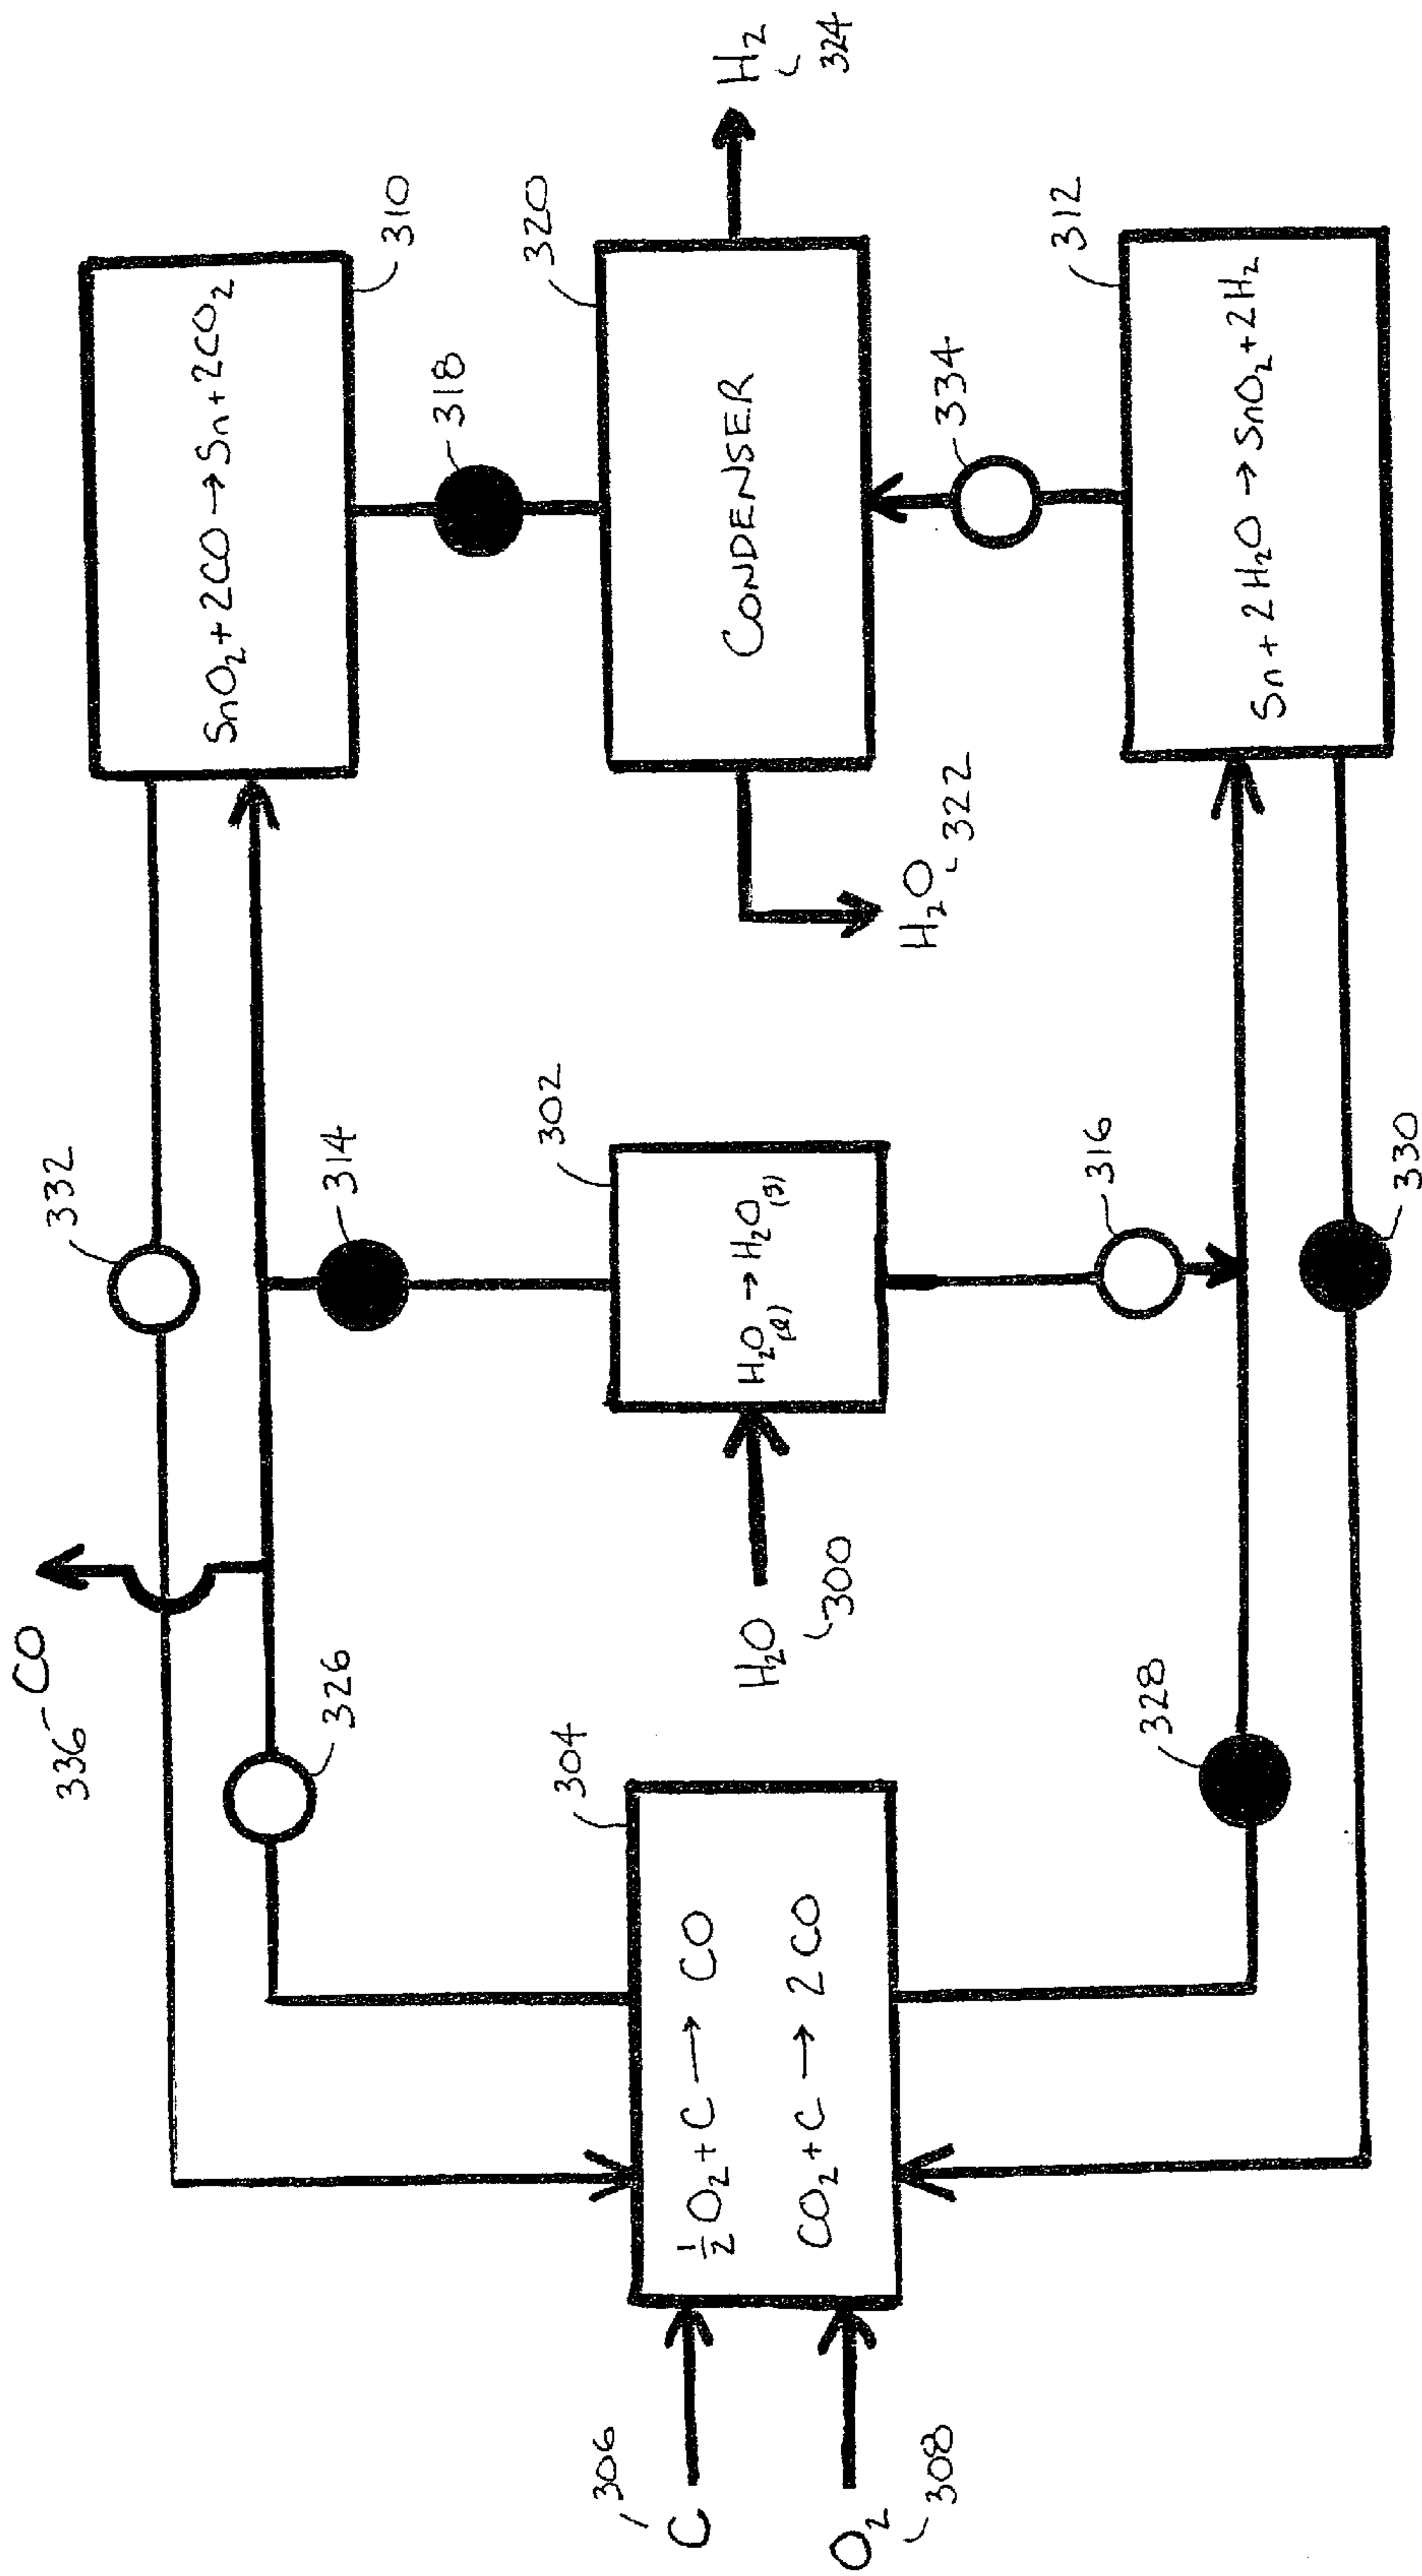 336 CO
332
310
SnO₂ + 2CO → Sn + 2CO₂
326
314
318
304
302
320
306
C
½O₂ + C → CO
CO₂ + C → 2CO
O₂
308
H₂O
300
H₂O(l) → H₂O(g)
CONDENSER
H₂
324
H₂O 322
328
316
334
312
Sn + 2H₂O → SnO₂ + 2H₂
330